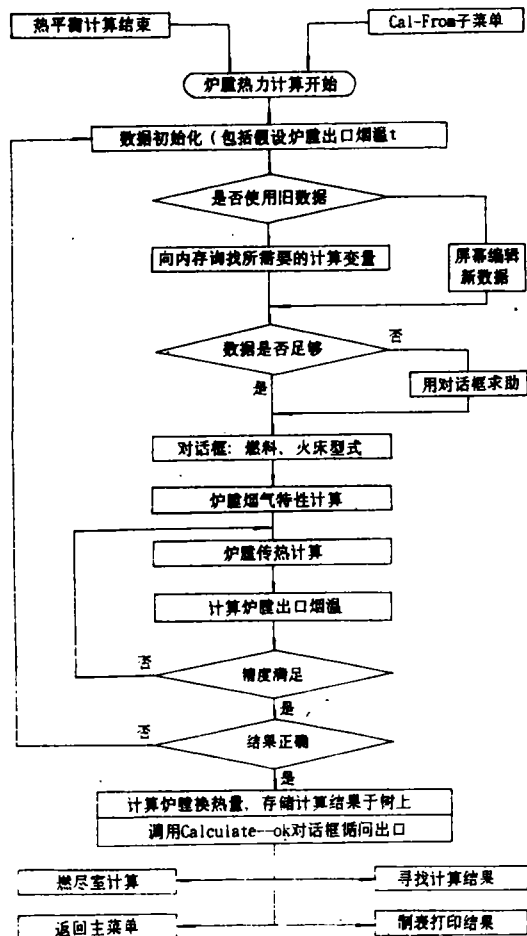 热平衡计算结束
Cal-From子菜单
炉膛热力计算开始
数据初始化（包括假设炉膛出口烟温t
是否使用旧数据
向内存询找所需要的计算变量
屏幕编辑
新数据
数据是否足够
否
是
用对话框求助
对话框：燃料、火床型式
炉膛烟气特性计算
炉膛传热计算
计算炉膛出口烟温
否
精度满足
是
否
结果正确
是
计算炉膛换热量、存储计算结果于树上
调用Calculate--ok对话框询问出口
燃尽室计算
寻找计算结果
返回主菜单
制表打印结果